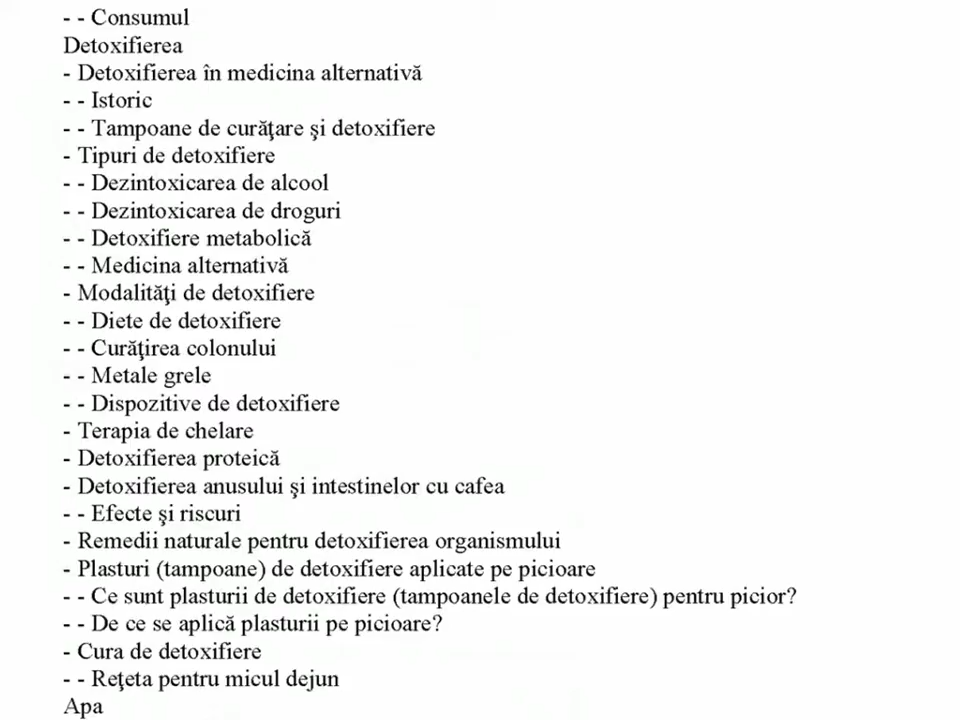 - - Consumul
Detoxifierea
- Detoxifierea în medicina alternativă
- - Istoric
- - Tampoane de curăţare şi detoxifiere
- Tipuri de detoxifiere
- - Dezintoxicarea de alcool
- - Dezintoxicarea de droguri
- - Detoxifiere metabolică
- - Medicina alternativă
- Modalităţi de detoxifiere
- - Diete de detoxifiere
- - Curăţirea colonului
- - Metale grele
- - Dispozitive de detoxifiere
- Terapia de chelare
- Detoxifierea proteică
- Detoxifierea anusului şi intestinelor cu cafea
- - Efecte şi riscuri
- Remedii naturale pentru detoxifierea organismului
- Plasturi (tampoane) de detoxifiere aplicate pe picioare
- - Ce sunt plasturii de detoxifiere (tampoanele de detoxifiere) pentru picior?
- - De ce se aplică plasturii pe picioare?
- Cura de detoxifiere
- - Reţeta pentru micul dejun
Apa